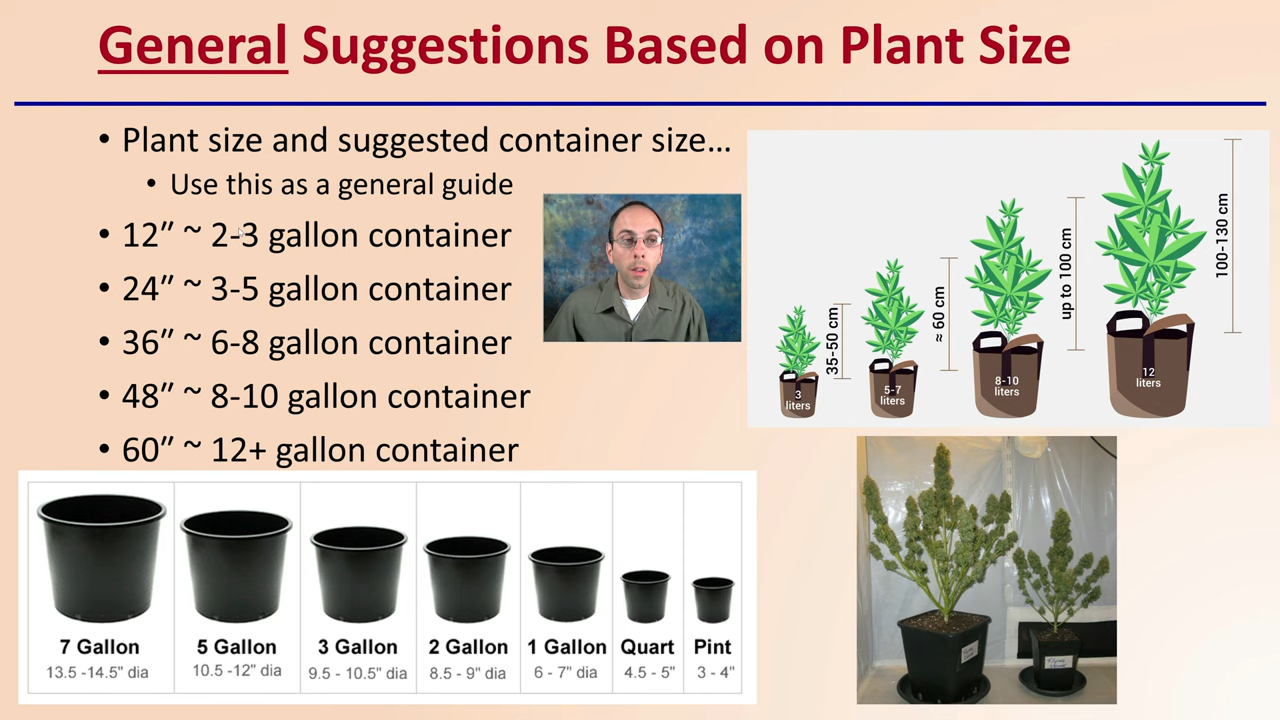 General Suggestions Based on Plant Size
• Plant size and suggested container size...
• Use this as a general guide
• 12” ~ 2-3 gallon container
• 24” ~ 3-5 gallon container
• 36” ~ 6-8 gallon container
• 48” ~ 8-10 gallon container
• 60” ~ 12+ gallon container
35-50 cm
≈ 60 cm
up to 100 cm
100-130 cm
3
liters
5-7
liters
8-10
liters
12
liters
7 Gallon
13.5 -14.5" dia
5 Gallon
10.5 -12" dia
3 Gallon
9.5 - 10.5" dia
2 Gallon
8.5 - 9" dia
1 Gallon
6 - 7" dia
Quart
4.5 - 5"
Pint
3 - 4"